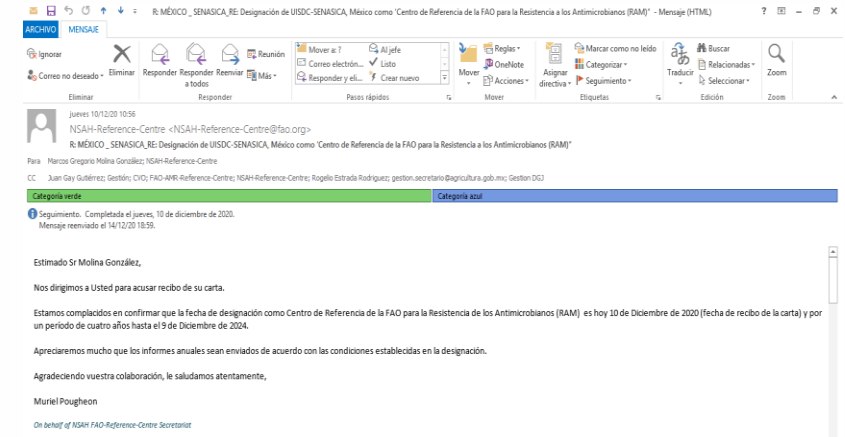 R: MÉXICO _ SENASICA_RE: Designación de UISDC-SENASICA, México como 'Centro de Referencia de la FAO para la Resistencia a los Antimicrobianos (RAM)" - Mensaje (HTML)
ARCHIVO MENSAJE
Ignorar
Correo no deseado
Eliminar
Eliminar
Responder
Responder a todos
Reenviar
Reunión
Más
Responder
Mover a: ?
Correo electrón...
Responder y eli...
Al jefe
Listo
Crear nuevo
Pasos rápidos
Mover
Reglas
OneNote
Acciones
Mover
Asignar directiva
Marcar como no leído
Categorizar
Seguimiento
Etiquetas
Traducir
Buscar
Relacionadas
Seleccionar
Edición
Zoom
Zoom
jueves 10/12/20 10:56
NSAH-Reference-Centre <NSAH-Reference-Centre@fao.org>
R: MÉXICO _ SENASICA_RE: Designación de UISDC-SENASICA, México como 'Centro de Referencia de la FAO para la Resistencia a los Antimicrobianos (RAM)"
Para Marcos Gregorio Molina González; NSAH-Reference-Centre
CC Juan Gay Gutiérrez; Gestión; CVO; FAO-AMR-Reference-Centre; NSAH-Reference-Centre; Rogelio Estrada Rodriguez; gestion.secretario@agricultura.gob.mx; Gestion DGJ
Categoría verde Categoría azul
Seguimiento. Completada el jueves, 10 de diciembre de 2020.
Mensaje reenviado el 14/12/20 18:59.
Estimado Sr Molina González,
Nos dirigimos a Usted para acusar recibo de su carta.
Estamos complacidos en confirmar que la fecha de designación como Centro de Referencia de la FAO para la Resistencia de los Antimicrobianos (RAM) es hoy 10 de Diciembre de 2020 (fecha de recibo de la carta) y por
un período de cuatro años hasta el 9 de Diciembre de 2024.
Apreciaremos mucho que los informes anuales sean enviados de acuerdo con las condiciones establecidas en la designación.
Agradeciendo vuestra colaboración, le saludamos atentamente,
Muriel Pougheon
On behalf of NSAH FAO-Reference-Centre Secretariat